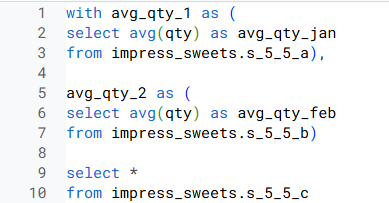 1 with avg_qty_1 as (
2 select avg(qty) as avg_qty_jan
3 from impress_sweets.s_5_5_a),
4
5 avg_qty_2 as (
6 select avg(qty) as avg_qty_feb
7 from impress_sweets.s_5_5_b)
8
9 select *
10 from impress_sweets.s_5_5_c